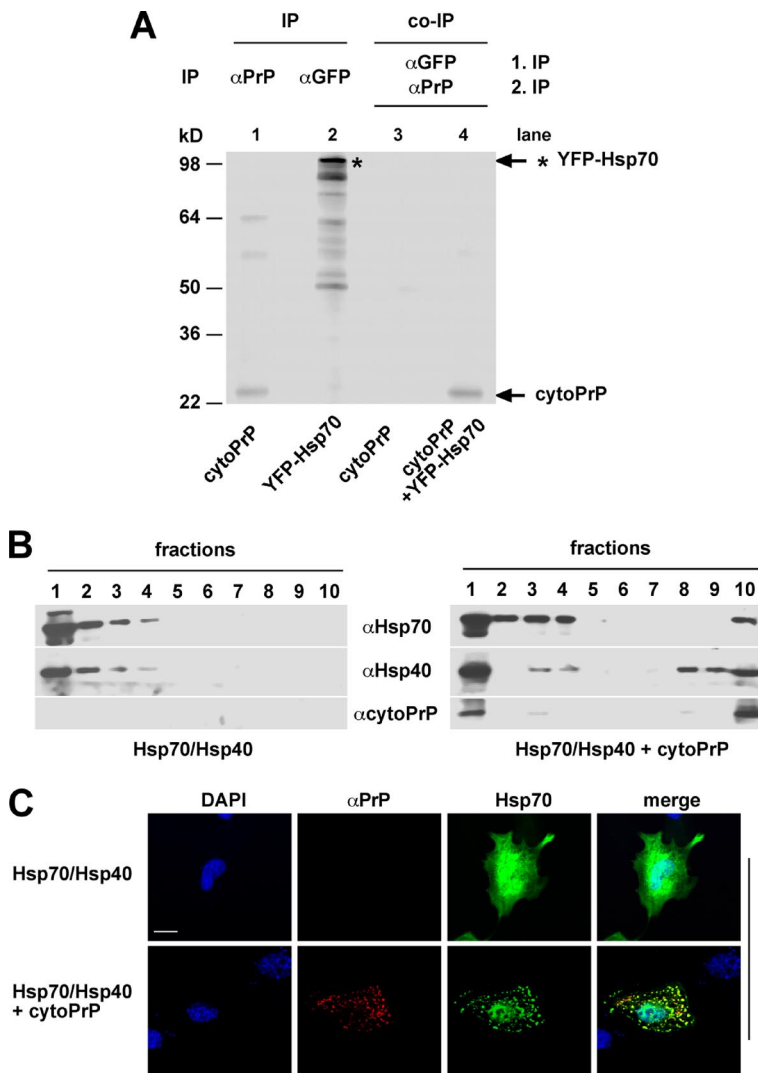 A
IP co-IP
IP αPrP αGFP αGFP 1. IP
αPrP 2. IP
kD 1 2 3 4 lane
98 * * YFP-Hsp70
64
50
36
22 cytoPrP
cytoPrP YFP-Hsp70 cytoPrP cytoPrP
+YFP-Hsp70
B
fractions fractions
1 2 3 4 5 6 7 8 9 10 1 2 3 4 5 6 7 8 9 10
αHsp70
αHsp40
αcytoPrP
Hsp70/Hsp40 Hsp70/Hsp40 + cytoPrP
C
DAPI αPrP Hsp70 merge
Hsp70/Hsp40
Hsp70/Hsp40
+ cytoPrP